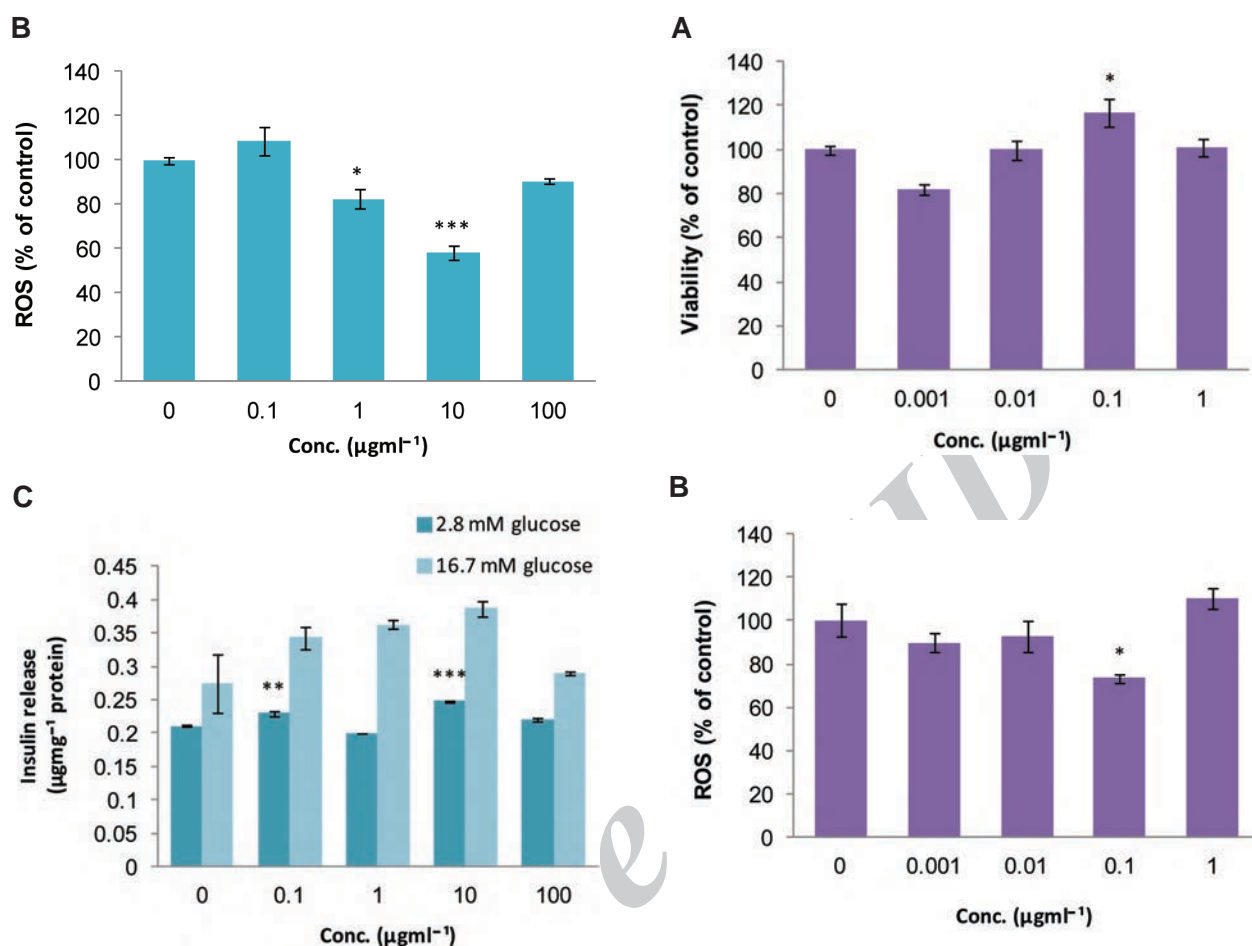 B
140
120
100
80
60
40
20
0
ROS (% of control)
*
***
0 0.1 1 10 100
Conc. (µgml⁻¹)
C
2.8 mM glucose
16.7 mM glucose
0.45
0.4
0.35
0.3
0.25
0.2
0.15
0.1
0.05
0
Insulin release
(µgmg⁻¹ protein)
**
***
0 0.1 1 10 100
Conc. (µgml⁻¹)
A
140
120
100
80
60
40
20
0
Viability (% of control)
*
0 0.001 0.01 0.1 1
Conc. (µgml⁻¹)
B
140
120
100
80
60
40
20
0
ROS (% of control)
*
0 0.001 0.01 0.1 1
Conc. (µgml⁻¹)